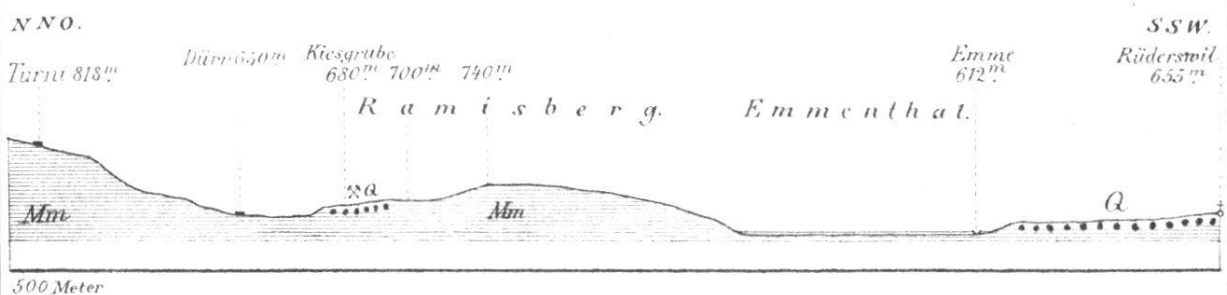 NNO. SSW.
Kiesgrube Emme Rüderswil
Turni 818m Dürr 650m 680m 700m 740m 612m 655m
Ramisberg. Emmenthal.
Q Q
Mm Mm
500 Meter